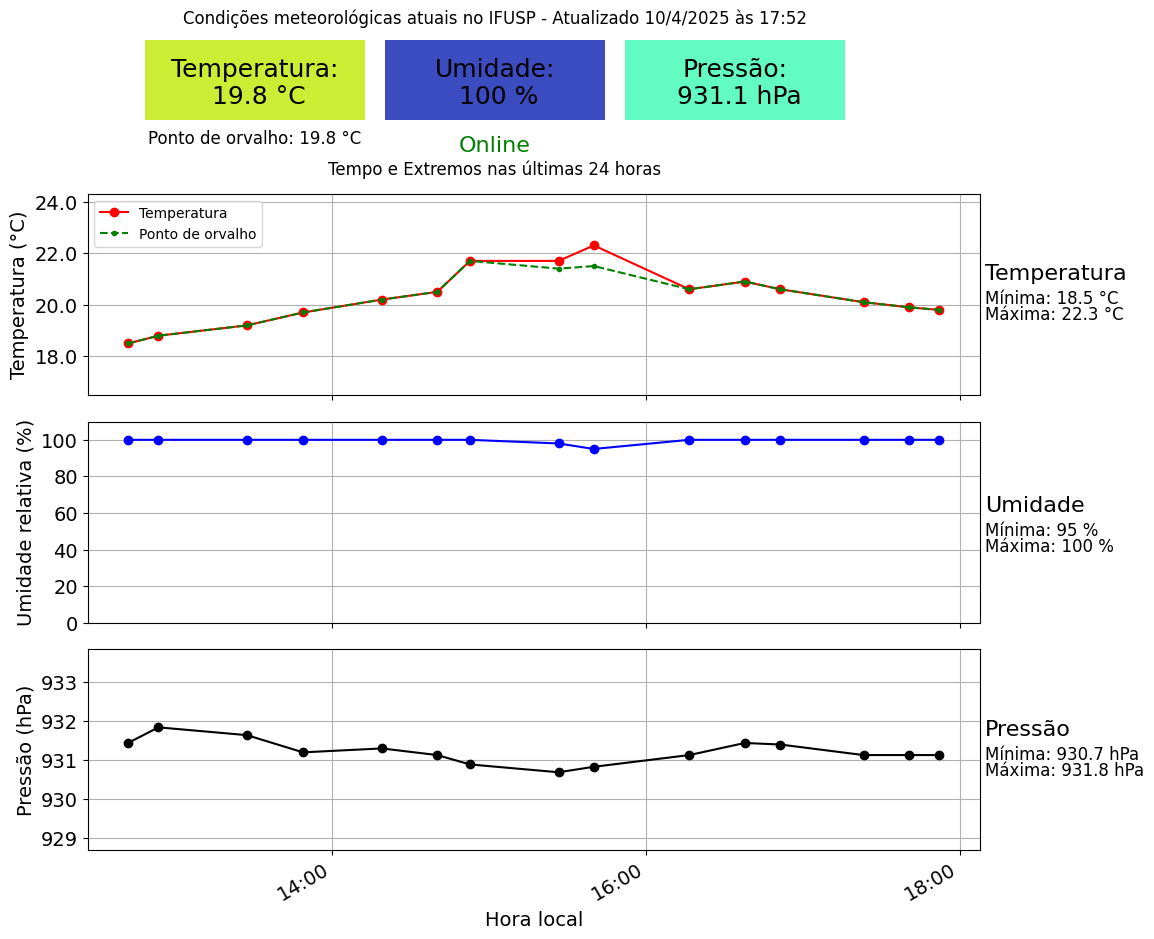 Condições meteorológicas atuais no IFUSP - Atualizado 10/4/2025 às 17:52
Temperatura:
19.8 °C
Umidade:
100 %
Pressão:
931.1 hPa
Ponto de orvalho: 19.8 °C
Online
Tempo e Extremos nas últimas 24 horas
Temperatura (°C)
24.0
22.0
20.0
18.0
Temperatura
Ponto de orvalho
Temperatura
Mínima: 18.5 °C
Máxima: 22.3 °C
Umidade relativa (%)
100
80
60
40
20
0
Umidade
Mínima: 95 %
Máxima: 100 %
Pressão (hPa)
933
932
931
930
929
Pressão
Mínima: 930.7 hPa
Máxima: 931.8 hPa
14:00
16:00
18:00
Hora local